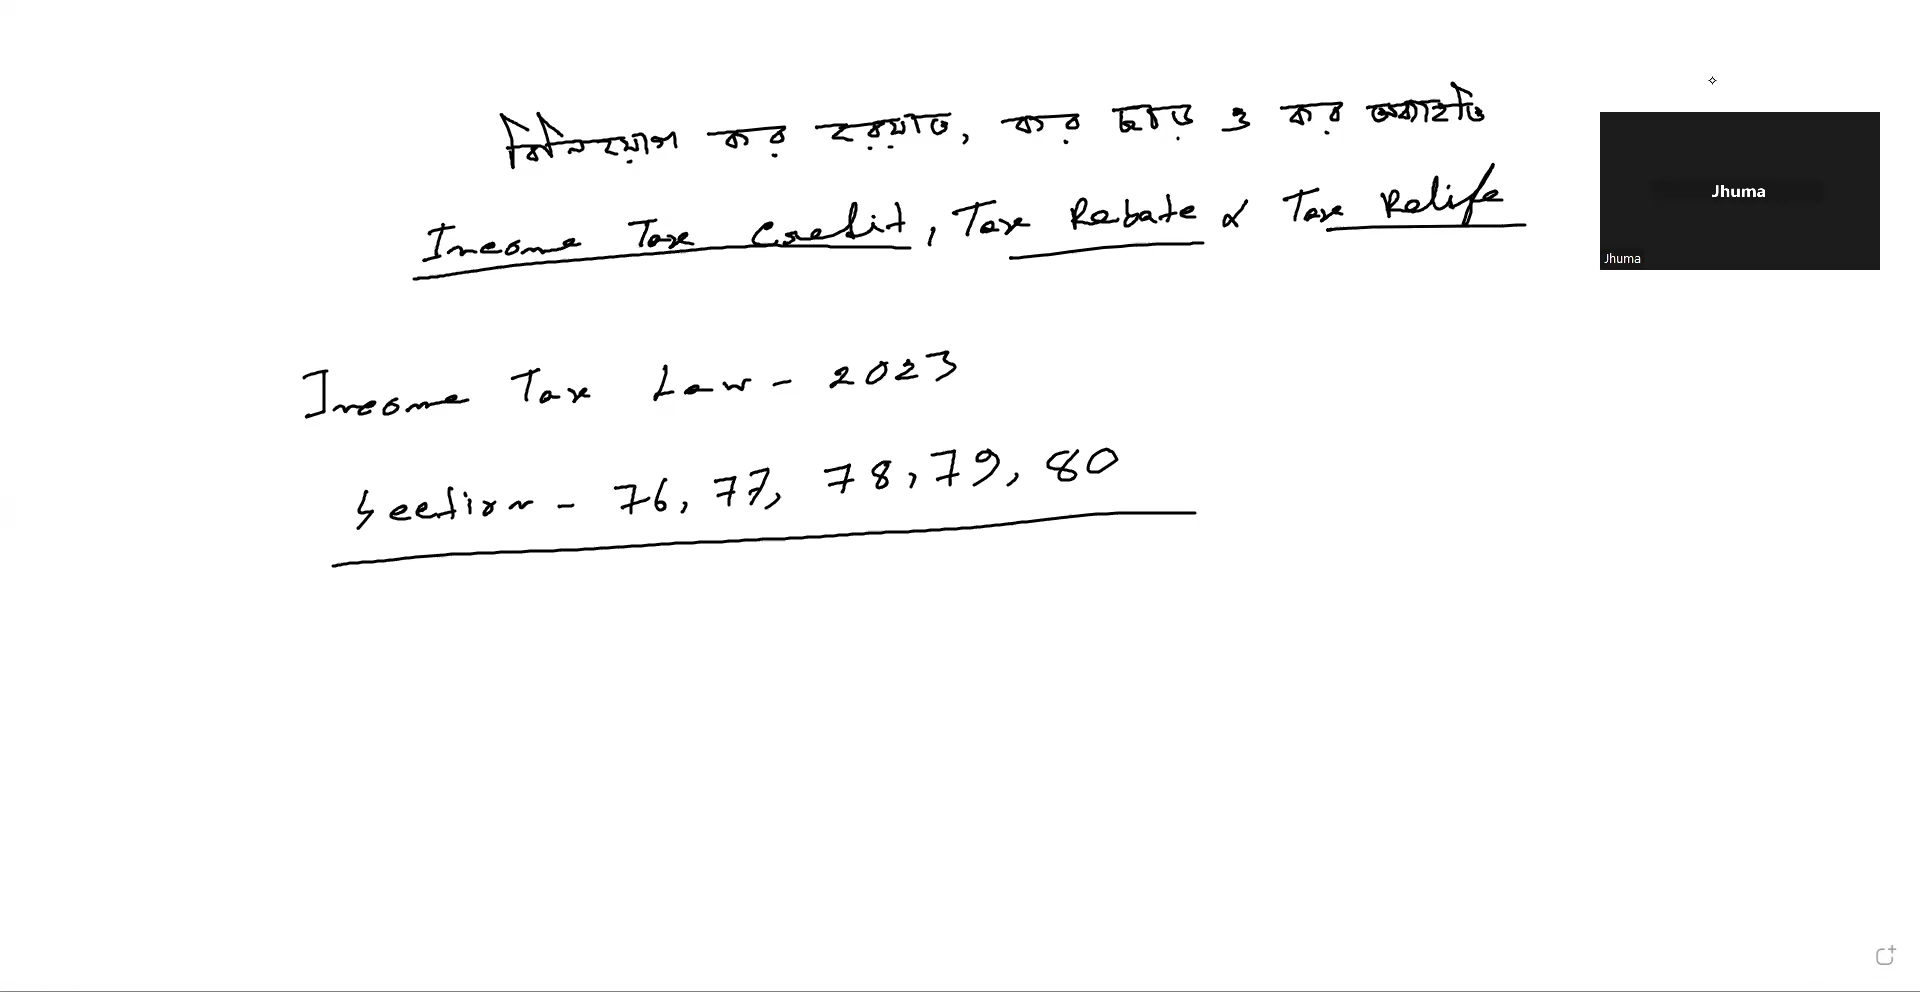 বিনিয়োগ কর রেয়াত, কর ছাড় ও কর অব্যাহতি
Income Tax Credit, Tax Rebate & Tax Relife
Income Tax Law - 2023
Section - 76, 77, 78, 79, 80
Jhuma
Jhuma